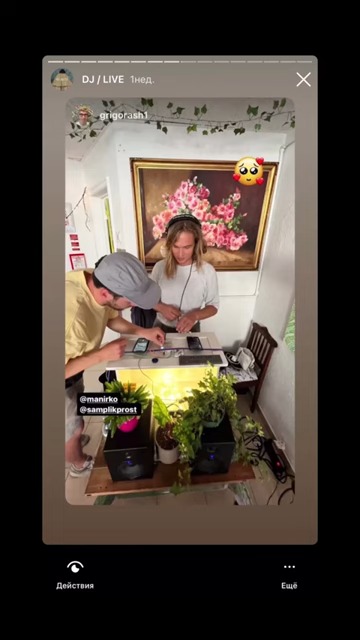 DJ / LIVE 1нед.
grigorash1
@manirko
@samplikprost
Действия
Ещё